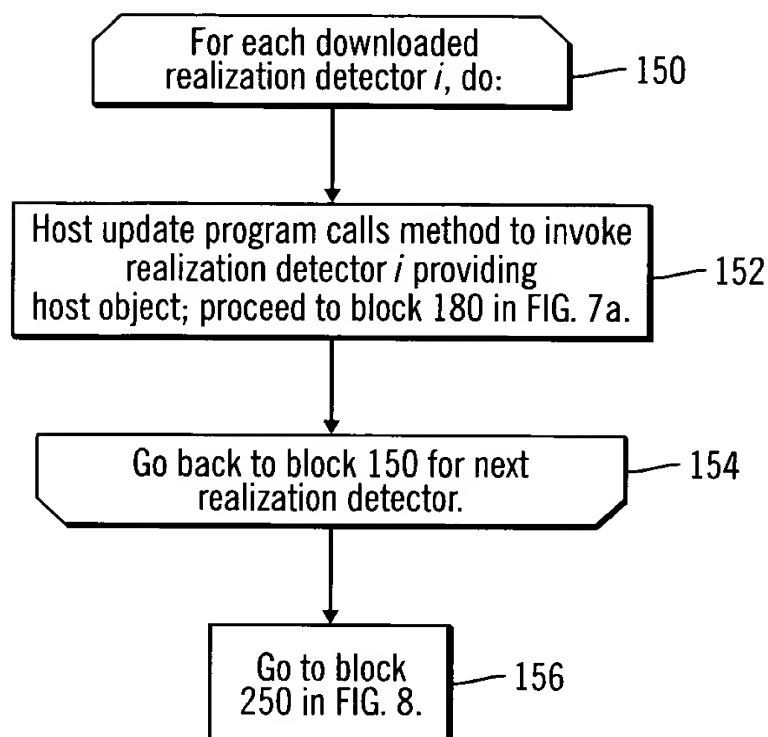 For each downloaded
realization detector i, do:
150
Host update program calls method to invoke
realization detector i providing
host object; proceed to block 180 in FIG. 7a.
152
Go back to block 150 for next
realization detector.
154
Go to block
250 in FIG. 8.
156